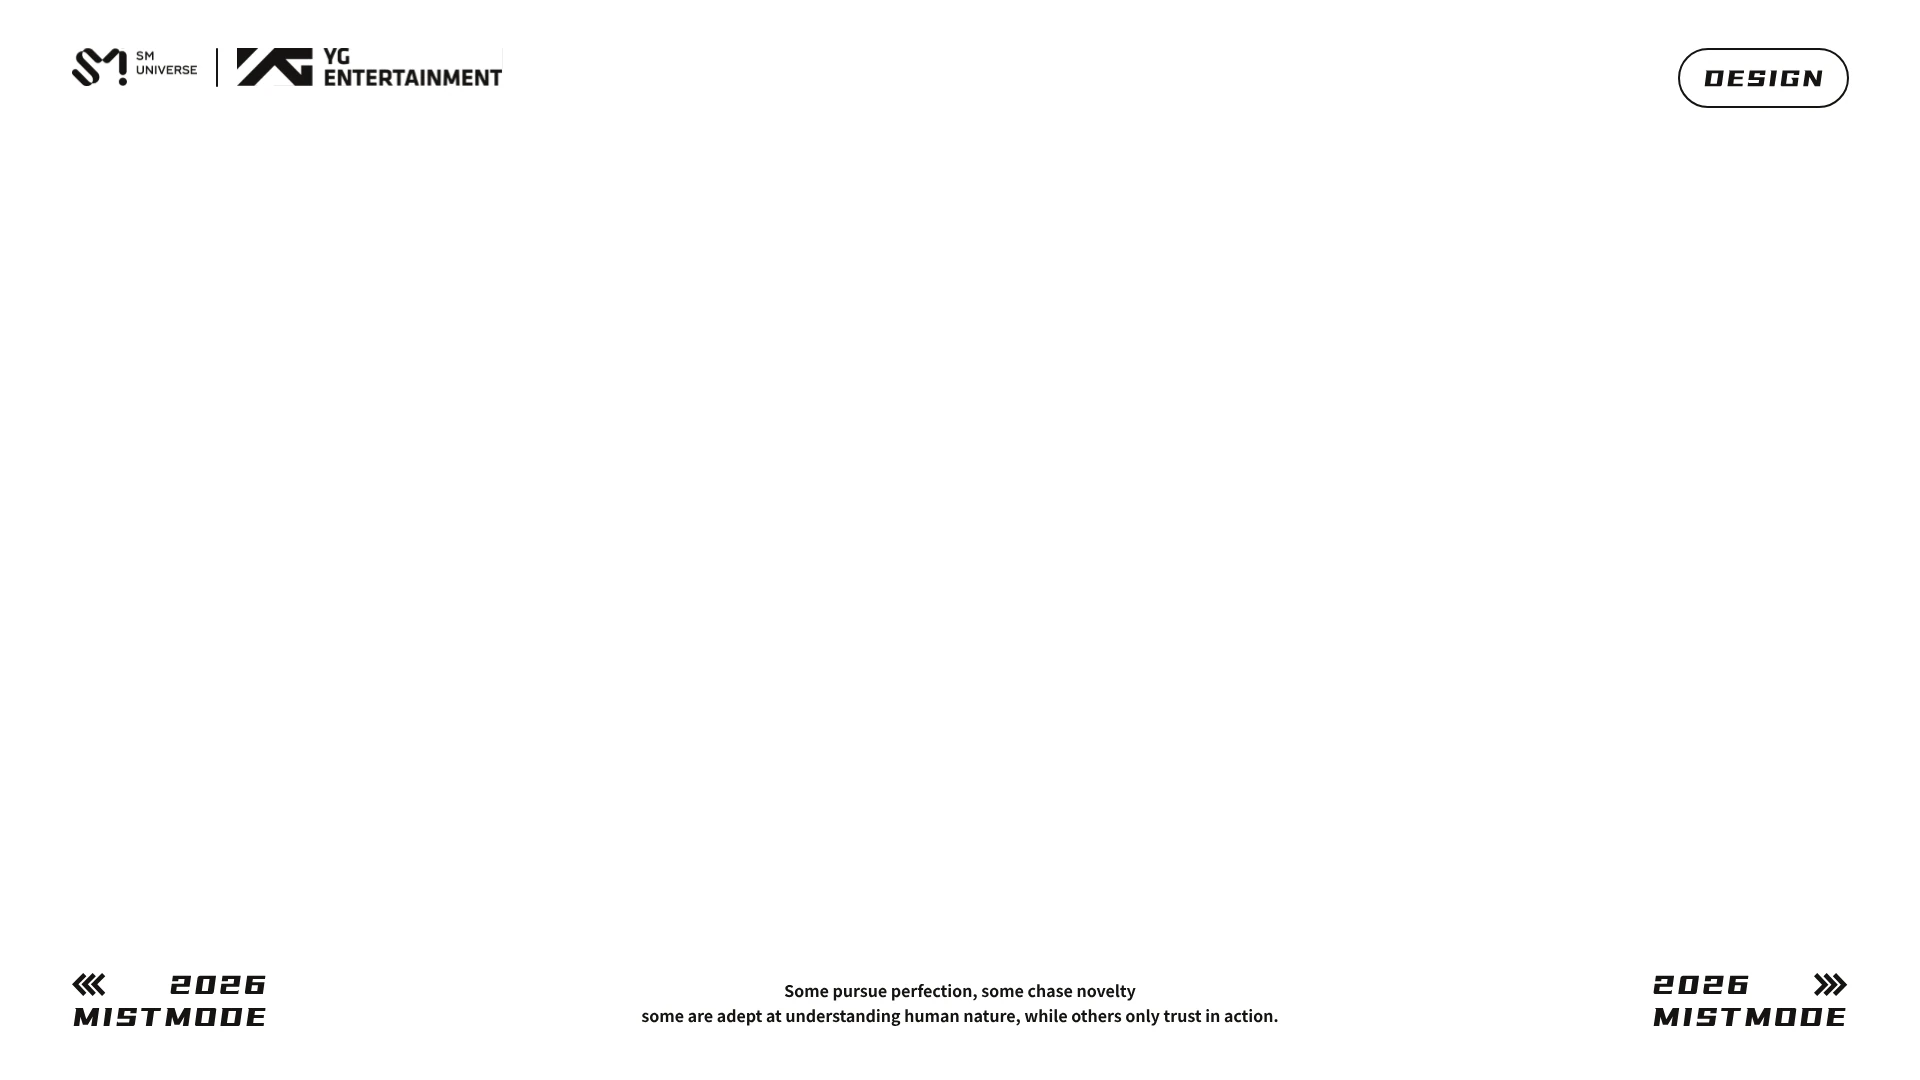 SM
UNIVERSE
YG
ENTERTAINMENT
DESIGN
2026
MISTMODE
Some pursue perfection, some chase novelty
some are adept at understanding human nature, while others only trust in action.
2026
MISTMODE